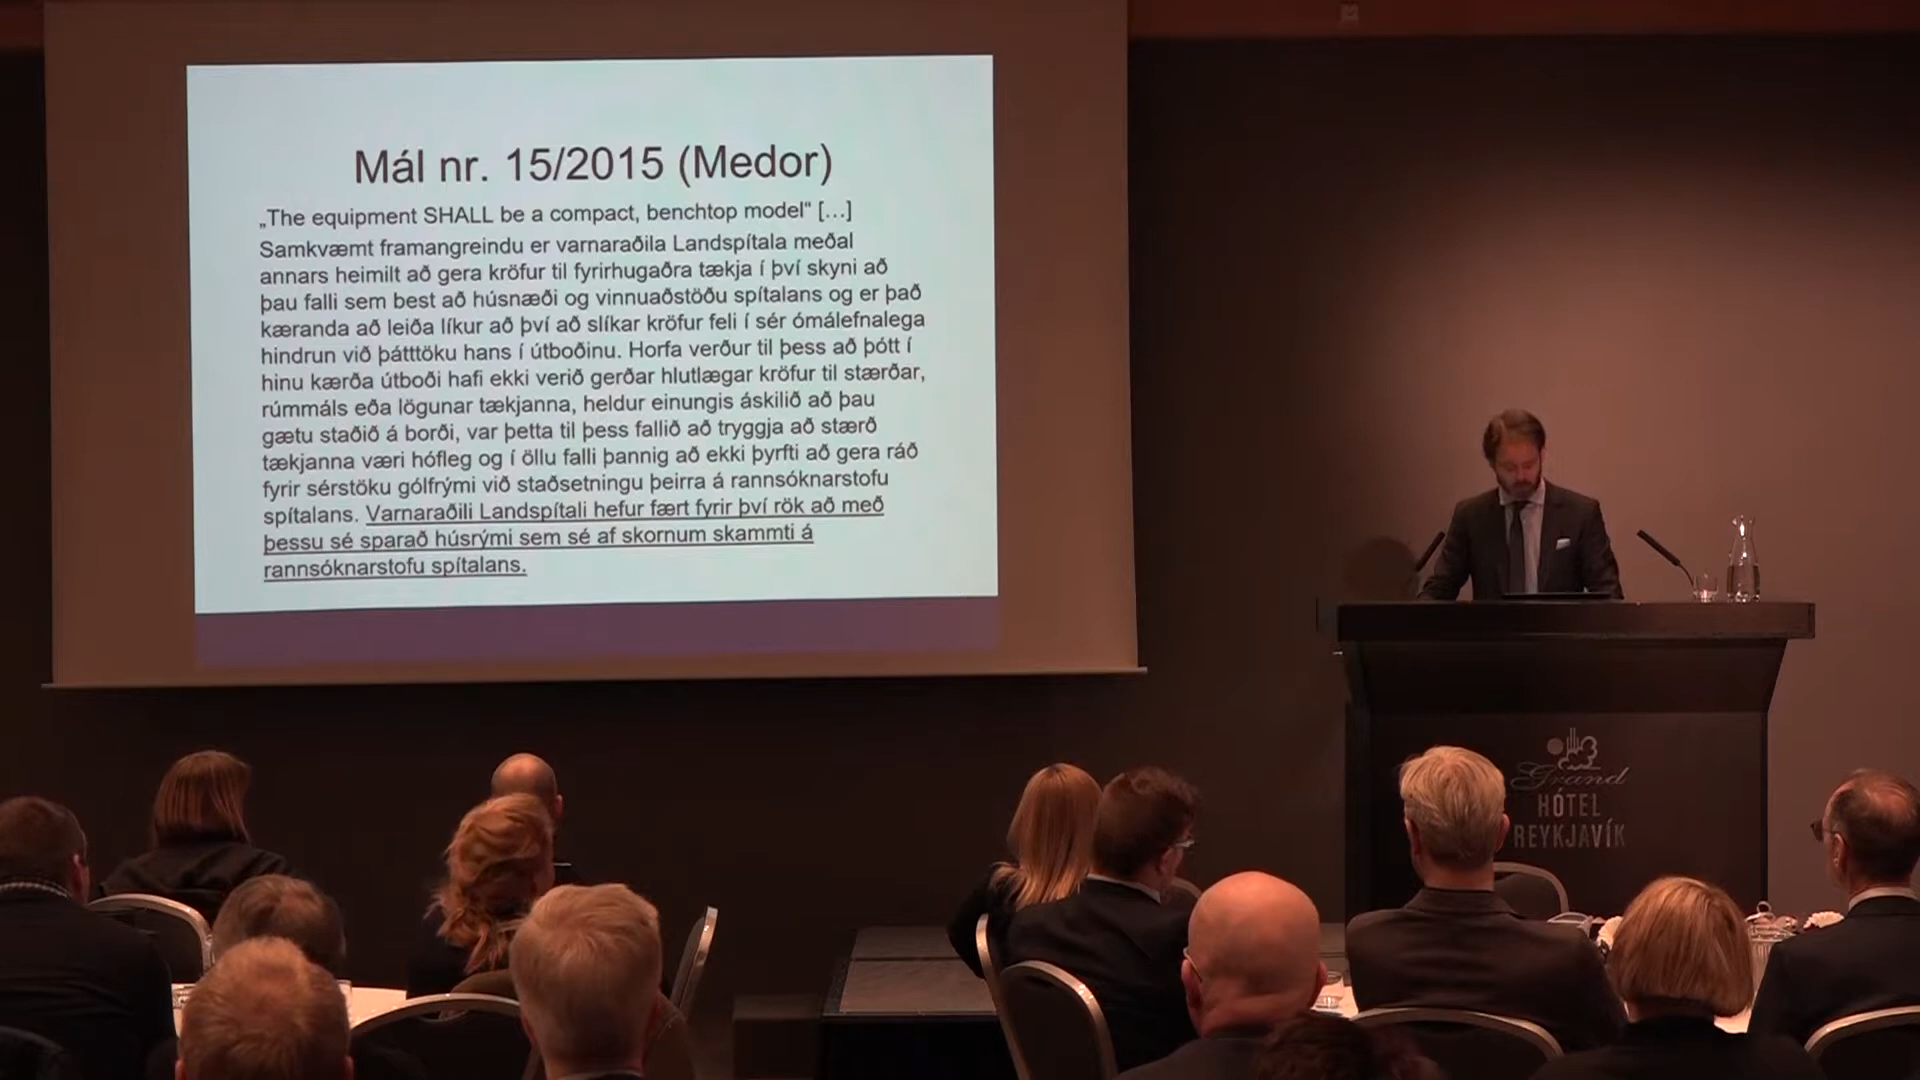 Mál nr. 15/2015 (Medor)
„The equipment SHALL be a compact, benchtop model" […]
Samkvæmt framangreindu er varnaraðila Landspítala meðal
annars heimilt að gera kröfur til fyrirhugaðra tækja í því skyni að
þau falli sem best að húsnæði og vinnuaðstöðu spítalans og er það
kæranda að leiða líkur að því að slíkar kröfur feli í sér ómálefnalega
hindrun við þátttöku hans í útboðinu. Horfa verður til þess að þótt í
hinu kærða útboði hafi ekki verið gerðar hlutlægar kröfur til stærðar,
rúmmáls eða lögunar tækjanna, heldur einungis áskilið að þau
gætu staðið á borði, var þetta til þess fallið að tryggja að stærð
tækjanna væri hófleg og í öllu falli þannig að ekki þyrfti að gera ráð
fyrir sérstöku gólfrými við staðsetningu þeirra á rannsóknarstofu
spítalans. Varnaraðili Landspítali hefur fært fyrir því rök að með
þessu sé sparað húsrými sem sé af skornum skammti á
rannsóknarstofu spítalans.
Grand
HÓTEL
REYKJAVÍK